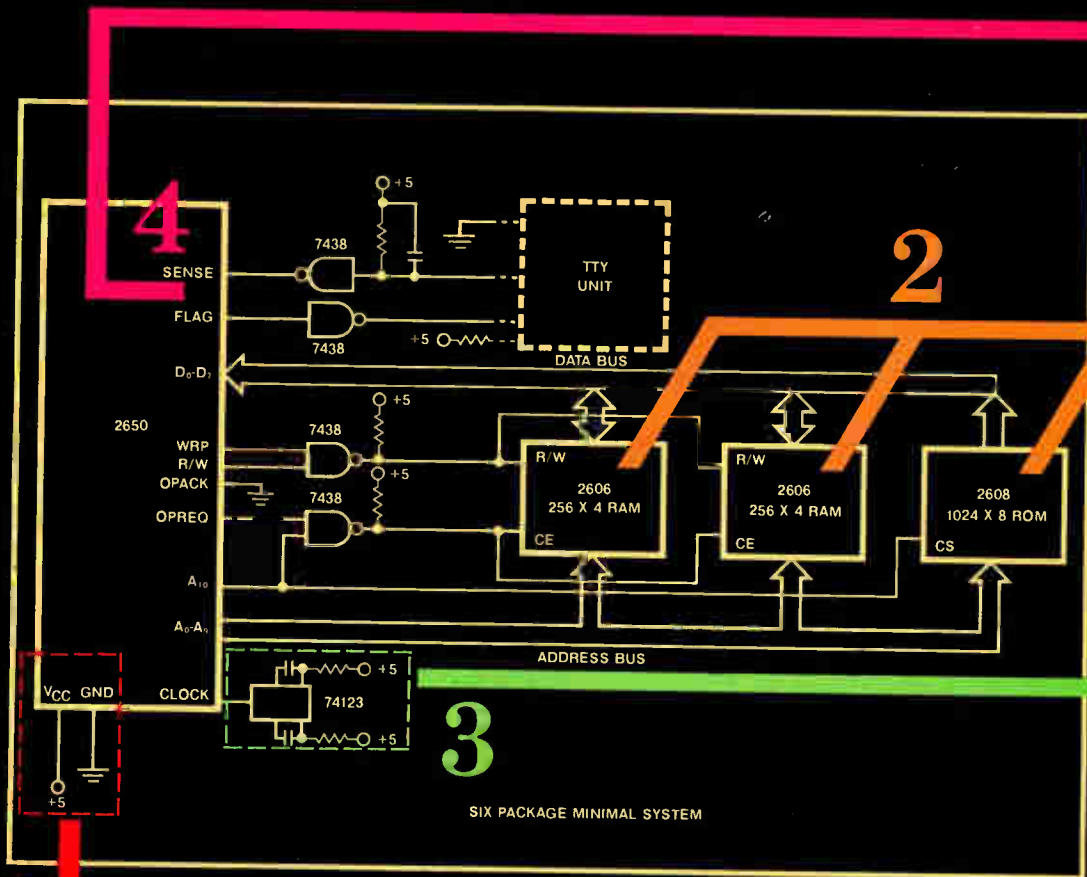 4
+5
7438
SENSE
TTY
UNIT
2
FLAG
7438
+5
DATA BUS
D₀-D₇
+5
2650
7438
WRP
R/W
OPACK
+5
7438
OPREQ
R/W
2606
256 X 4 RAM
CE
R/W
2606
256 X 4 RAM
CE
2608
1024 X 8 ROM
CS
A₁₀
A₀-A₉
ADDRESS BUS
VCC GND
CLOCK
+5
74123
+5
3
+5
SIX PACKAGE MINIMAL SYSTEM